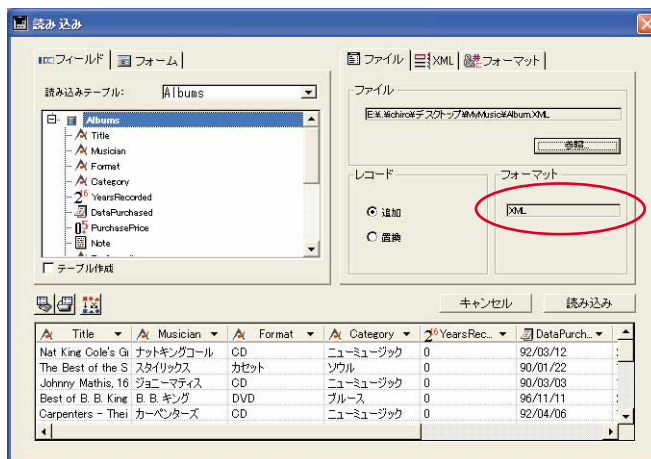 読み込み
フィールド フォーム
読み込みテーブル: Albums
Albums
Title
Musician
Format
Category
YearsRecorded
DataPurchased
PurchasePrice
Note
テーブル作成
ファイル XML フォーマット
ファイル
E:¥.¥ichiro¥デスクトップ¥MyMusic¥Album.XML
参照...
レコード
追加
置換
フォーマット
XML
キャンセル 読み込み
Title Musician Format Category YearsRec... DataPurch...
Nat King Cole's Gr ナットキングコール CD ニューミュージック 0 92/03/12
The Best of the S スタイリックス カセット ソウル 0 90/01/22
Johnny Mathis, 16 ジョニーマティス CD ニューミュージック 0 90/03/03
Best of B. B. King B. B. キング DVD ブルース 0 96/11/11
Carpenters - Thei カーペンターズ CD ニューミュージック 0 92/04/06